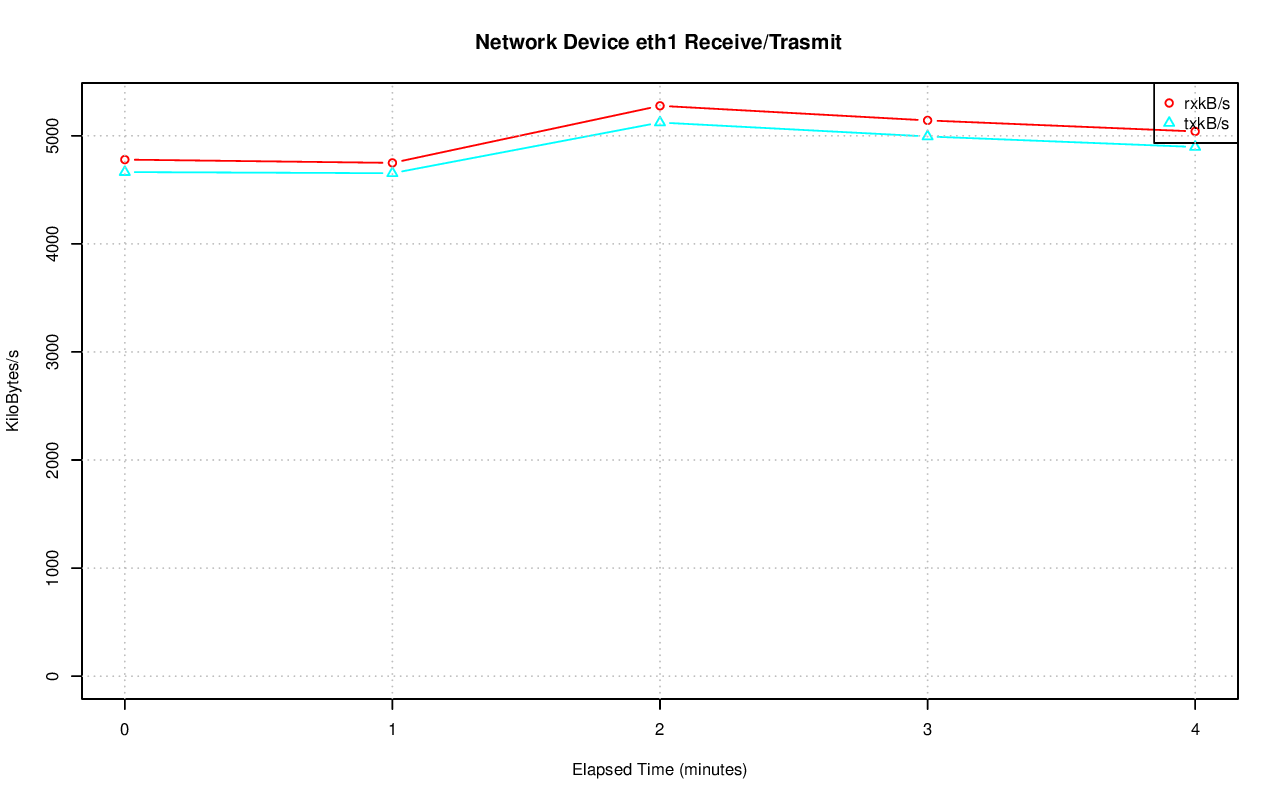 Network Device eth1 Receive/Trasmit
rxkB/s
txkB/s
5000
4000
3000
2000
1000
0
KiloBytes/s
0 1 2 3 4
Elapsed Time (minutes)